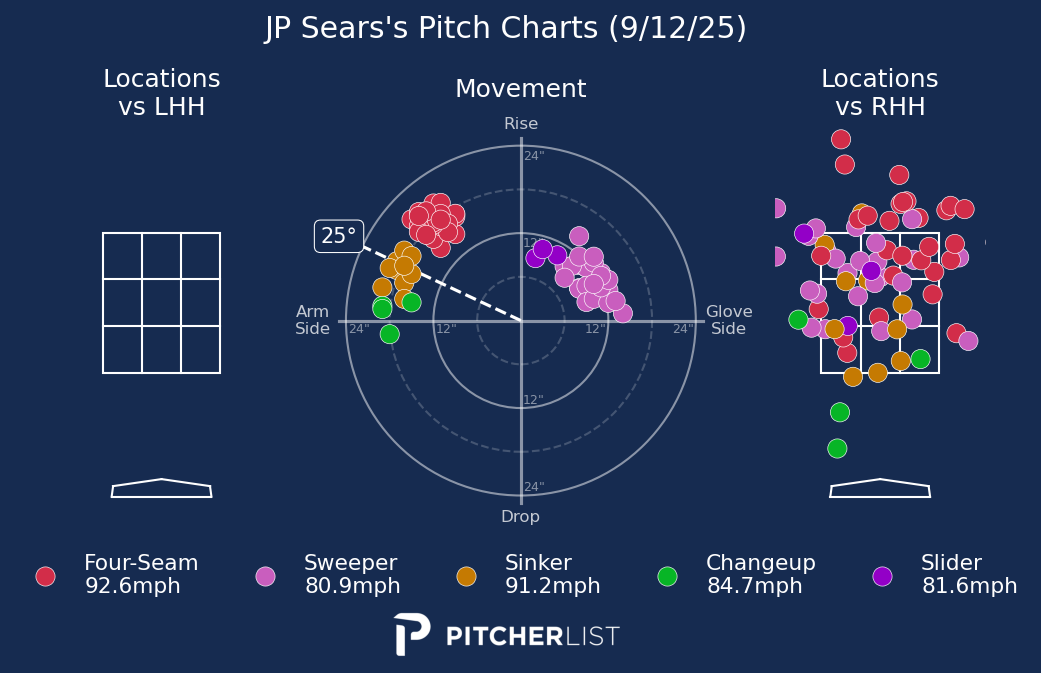 JP Sears's Pitch Charts (9/12/25)
Locations
vs LHH
Movement
Locations
vs RHH
Rise
24"
12"
25°
Arm
Side
24"
12"
12"
24"
Glove
Side
12"
24"
Drop
Four-Seam
92.6mph
Sweeper
80.9mph
Sinker
91.2mph
Changeup
84.7mph
Slider
81.6mph
PITCHERLIST